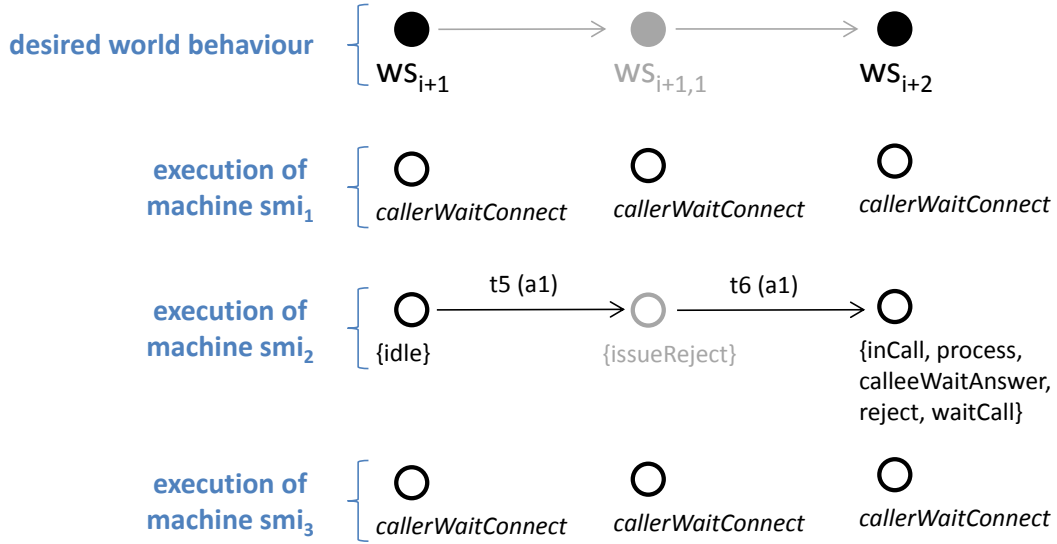 desired world behaviour
WSᵢ₊₁
WSᵢ₊₁,₁
WSᵢ₊₂
execution of
machine smi₁
callerWaitConnect
callerWaitConnect
callerWaitConnect
execution of
machine smi₂
t5 (a1)
t6 (a1)
{idle}
{issueReject}
{inCall, process,
calleeWaitAnswer,
reject, waitCall}
execution of
machine smi₃
callerWaitConnect
callerWaitConnect
callerWaitConnect